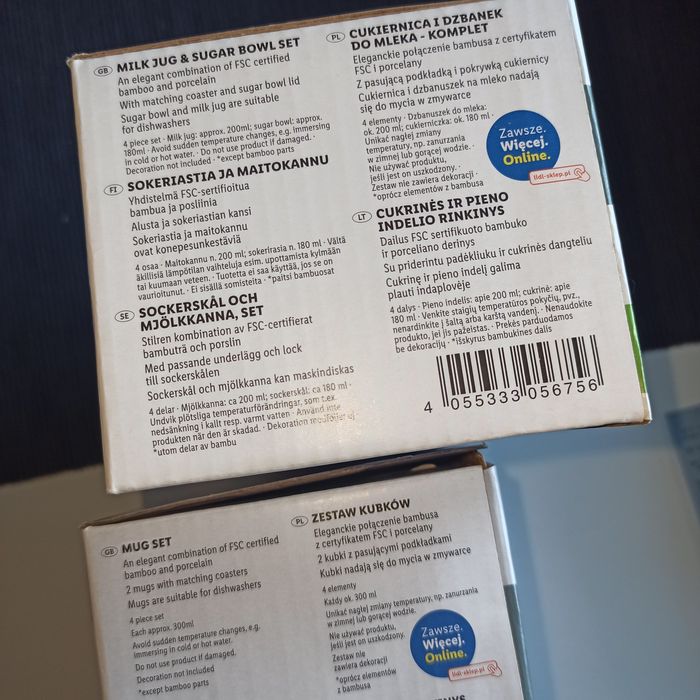 GB MILK JUG & SUGAR BOWL SET
An elegant combination of FSC certified
bamboo and porcelain
With matching coaster and sugar bowl lid
Sugar bowl and milk jug are suitable
for dishwashers
4 piece set · Milk jug: approx. 200ml; sugar bowl: approx.
180ml · Avoid sudden temperature changes, e.g. immersing
in cold or hot water. · Do not use product if damaged. ·
Decoration not included · *except bamboo parts
FI SOKERIASTIA JA MAITOKANNU
Yhdistelmä FSC-sertifioitua
bambua ja posliinia
Alusta ja sokeriastian kansi
Sokeriastia ja maitokannu
ovat konepesunkestäviä
4 osaa · Maitokannu n. 200 ml; sokerirasia n. 180 ml · Vältä
äkillisiä lämpötilan vaihteluja esim. upottamista kylmään
tai kuumaan veteen. · Tuotetta ei saa käyttää, jos se on
vaurioitunut. · Ei sisällä somisteita · *paitsi bambuosat
SE SOCKERSKÅL OCH
MJÖLKKANNA, SET
Stilren kombination av FSC-certifierat
bambuträ och porslin
Med passande underlägg och lock
till sockerskålen
Sockerskål och mjölkkanna kan maskindiskas
4 delar · Mjölkkanna: ca 200 ml; sockerskål: ca 180 ml ·
Undvik plötsliga temperaturförändringar, som t.ex.
nedsänkning i kallt resp. varmt vatten · Använd inte
produkten när den är skadad. · Dekoration medföljer ej
*utom delar av bambu
PL CUKIERNICA I DZBANEK
DO MLEKA - KOMPLET
Eleganckie połączenie bambusa z certyfikatem
FSC i porcelany
Z pasującą podkładką i pokrywką cukiernicy
Cukiernica i dzbanuszek na mleko nadają
się do mycia w zmywarce
4 elementy · Dzbanuszek do mleka:
ok. 200 ml; cukierniczka: ok. 180 ml ·
Unikać nagłej zmiany
temperatury, np. zanurzania
w zimnej lub gorącej wodzie. ·
Nie używać produktu,
jeśli jest on uszkodzony. ·
Zestaw nie zawiera dekoracji ·
*oprócz elementów z bambusa
Zawsze.
Więcej.
Online.
lidl-sklep.pl
LT CUKRINĖS IR PIENO
INDELIO RINKINYS
Dailus FSC sertifikuoto bambuko
ir porceliano derinys
Su priderintu padėkliuku ir cukrinės dangteliu
Cukrinę ir pieno indelį galima
plauti indaplovėje
4 dalys · Pieno indelis: apie 200 ml; cukrinė: apie
180 ml · Venkite staigių temperatūros pokyčių, pvz.,
nenardinkite į šaltą arba karštą vandenį. · Nenaudokite
produkto, jei jis pažeistas. · Prekės parduodamos
be dekoracijų · *išskyrus bambukines dalis
4 055333 056756
GB MUG SET
An elegant combination of FSC certified
bamboo and porcelain
2 mugs with matching coasters
Mugs are suitable for dishwashers
4 piece set
Each approx. 300ml
Avoid sudden temperature changes, e.g.
immersing in cold or hot water.
Do not use product if damaged.
Decoration not included
*except bamboo parts
PL ZESTAW KUBKÓW
Eleganckie połączenie bambusa
z certyfikatem FSC i porcelany
2 kubki z pasującymi podkładkami
Kubki nadają się do mycia w zmywarce
4 elementy
Każdy ok. 300 ml
Unikać nagłej zmiany temperatury, np. zanurzania
w zimnej lub gorącej wodzie.
Nie używać produktu,
jeśli jest on uszkodzony.
Zestaw nie
zawiera dekoracji
*oprócz elementów
z bambusa
Zawsze.
Więcej.
Online.
lidl-sklep.pl